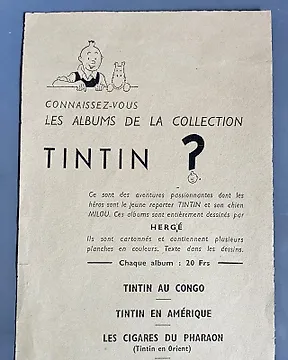 CONNAISSEZ-VOUS
LES ALBUMS DE LA COLLECTION
TINTIN ?
Ce sont des aventures passionnantes dont les
héros sont le jeune reporter TINTIN et son chien
MILOU. Ces albums sont entièrement dessinés par
HERGÉ
Ils sont cartonnés et contiennent plusieurs
planches en couleurs. Texte dans les dessins.
Chaque album : 20 Frs
TINTIN AU CONGO
TINTIN EN AMÉRIQUE
LES CIGARES DU PHARAON
(Tintin en Orient)